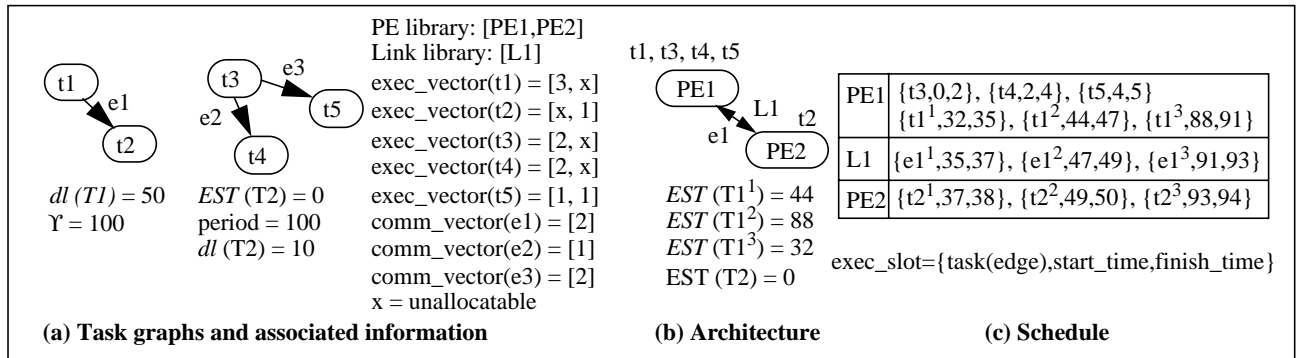 t1
e1
t2
dl (T1) = 50
ϒ = 100
t3
e3
t5
e2
t4
EST (T2) = 0
period = 100
dl (T2) = 10
PE library: [PE1,PE2]
Link library: [L1]
exec_vector(t1) = [3, x]
exec_vector(t2) = [x, 1]
exec_vector(t3) = [2, x]
exec_vector(t4) = [2, x]
exec_vector(t5) = [1, 1]
comm_vector(e1) = [2]
comm_vector(e2) = [1]
comm_vector(e3) = [2]
x = unallocatable
(a) Task graphs and associated information
t1, t3, t4, t5
PE1
L1
t2
e1
PE2
EST (T1¹) = 44
EST (T1²) = 88
EST (T1³) = 32
EST (T2) = 0
(b) Architecture
PE1 {t3,0,2}, {t4,2,4}, {t5,4,5}
{t1¹,32,35}, {t1²,44,47}, {t1³,88,91}
L1 {e1¹,35,37}, {e1²,47,49}, {e1³,91,93}
PE2 {t2¹,37,38}, {t2²,49,50}, {t2³,93,94}
exec_slot={task(edge),start_time,finish_time}
(c) Schedule